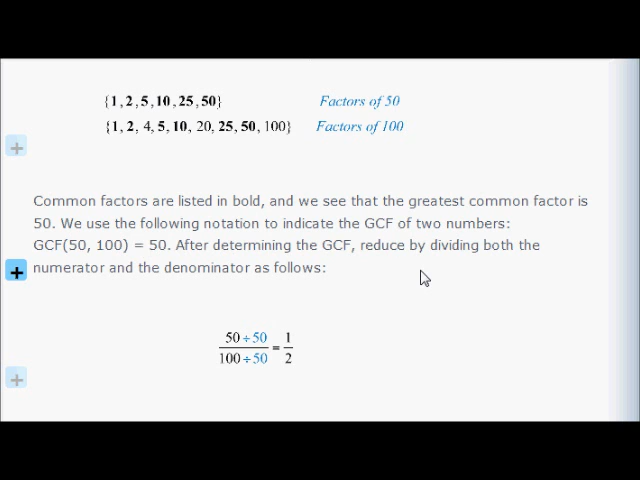 {1, 2, 5, 10, 25, 50} Factors of 50
{1, 2, 4, 5, 10, 20, 25, 50, 100} Factors of 100
Common factors are listed in bold, and we see that the greatest common factor is
50. We use the following notation to indicate the GCF of two numbers:
GCF(50, 100) = 50. After determining the GCF, reduce by dividing both the
numerator and the denominator as follows:
50 ÷ 50 / 100 ÷ 50 = 1 / 2